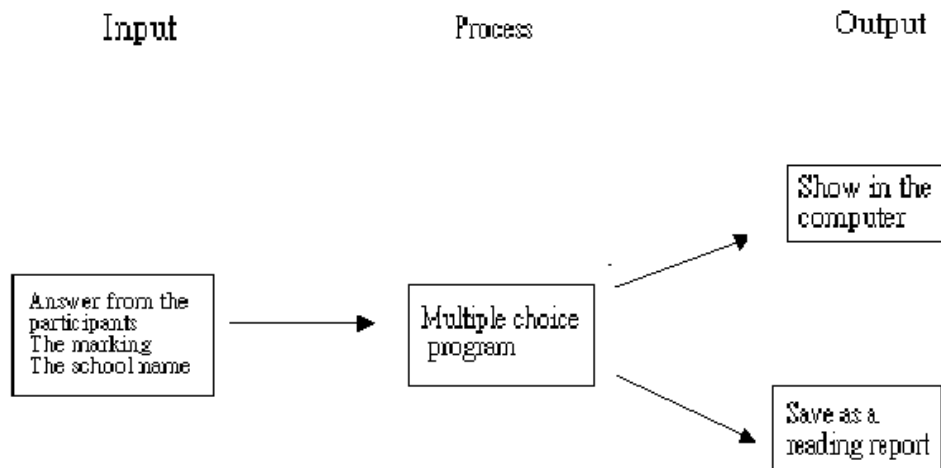 Input
Process
Output
Show in the
computer
Answer from the
participants
The marking
The school name
Multiple choice
program
Save as a
reading report